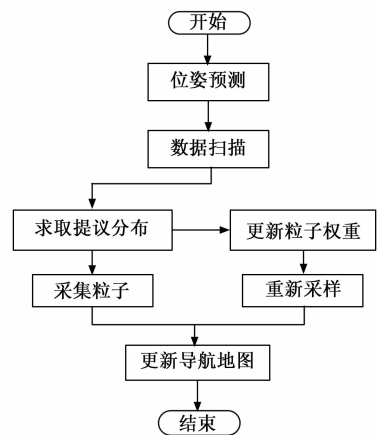 开始
位姿预测
数据扫描
求取提议分布
更新粒子权重
采集粒子
重新采样
更新导航地图
结束